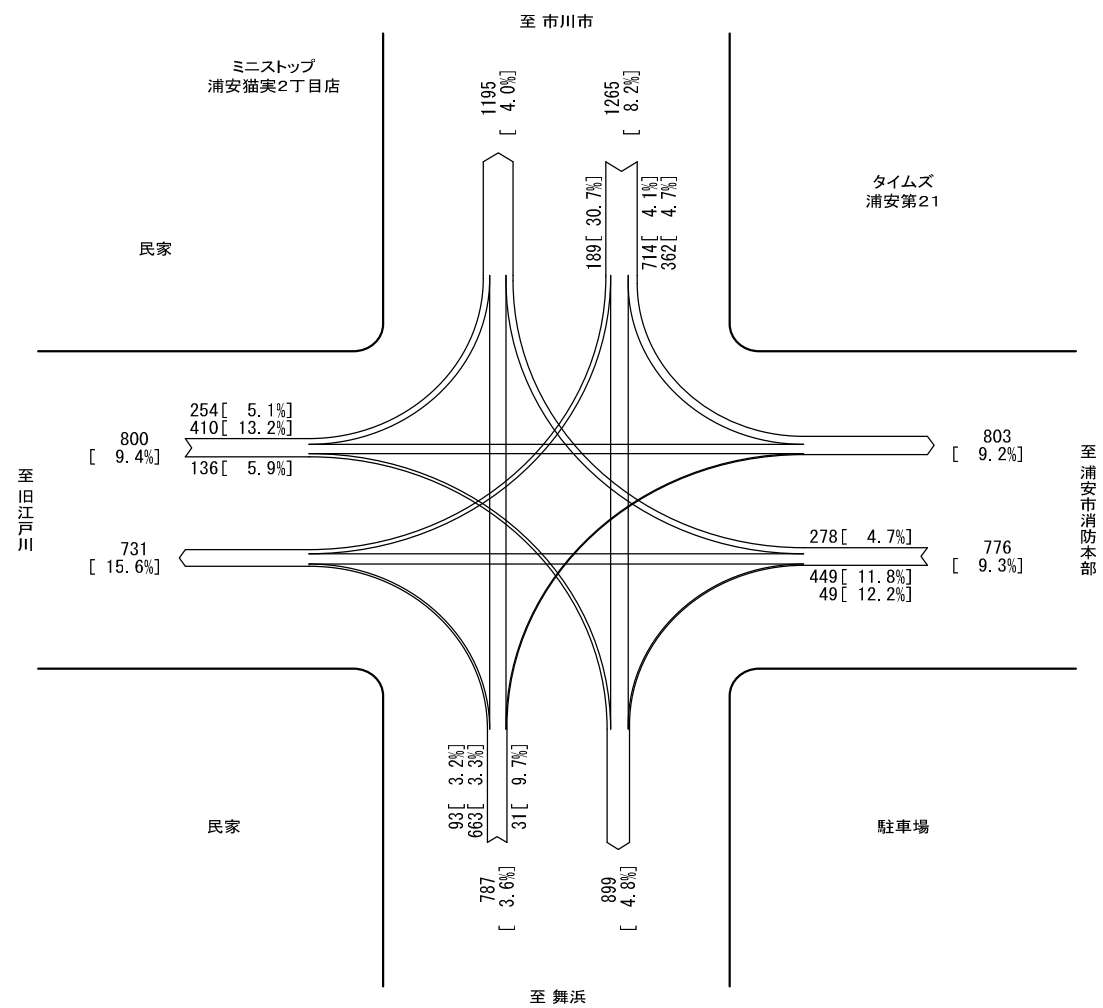 至 市川市
ミニストップ
浦安猫実2丁目店
1195
[ 4.0%]
1265
[ 8.2%]
タイムズ
浦安第21
189[ 30.7%]
714[ 4.1%]
362[ 4.7%]
民家
254[ 5.1%]
410[ 13.2%]
136[ 5.9%]
800
[ 9.4%]
803
[ 9.2%]
至 旧江戸川
至 浦安市消防本部
731
[ 15.6%]
278[ 4.7%]
449[ 11.8%]
49[ 12.2%]
776
[ 9.3%]
93[ 3.2%]
663[ 3.3%]
31[ 9.7%]
民家
駐車場
787
[ 3.6%]
899
[ 4.8%]
至 舞浜